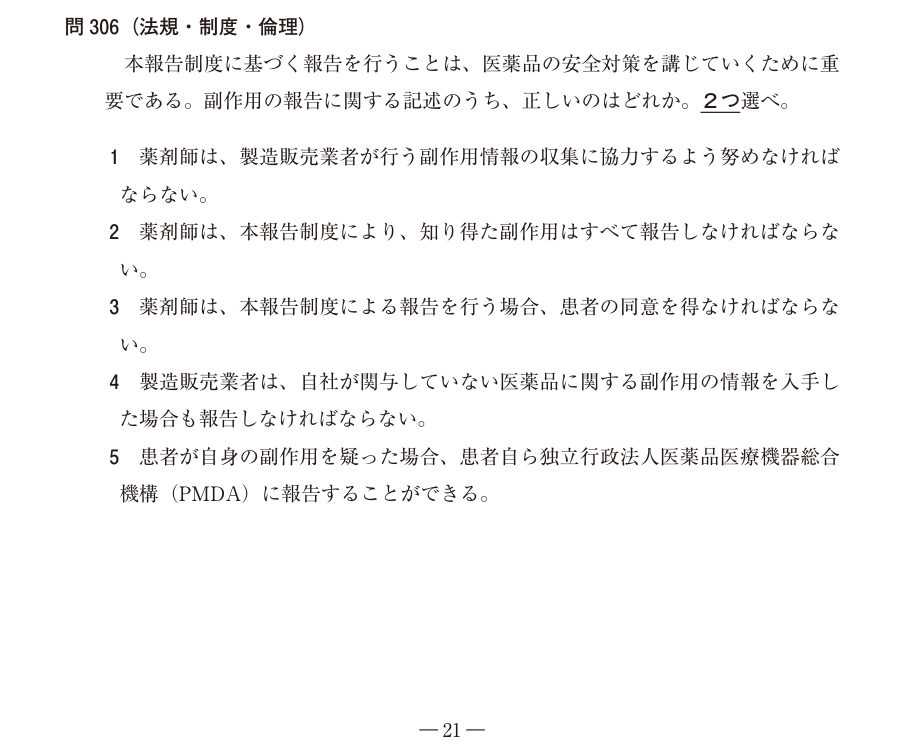 問 306（法規・制度・倫理）
本報告制度に基づく報告を行うことは、医薬品の安全対策を講じていくために重
要である。副作用の報告に関する記述のうち、正しいのはどれか。２つ選べ。
1 薬剤師は、製造販売業者が行う副作用情報の収集に協力するよう努めなければ
ならない。
2 薬剤師は、本報告制度により、知り得た副作用はすべて報告しなければならな
い。
3 薬剤師は、本報告制度による報告を行う場合、患者の同意を得なければならな
い。
4 製造販売業者は、自社が関与していない医薬品に関する副作用の情報を入手し
た場合も報告しなければならない。
5 患者が自身の副作用を疑った場合、患者自ら独立行政法人医薬品医療機器総合
機構（PMDA）に報告することができる。
― 21 ―